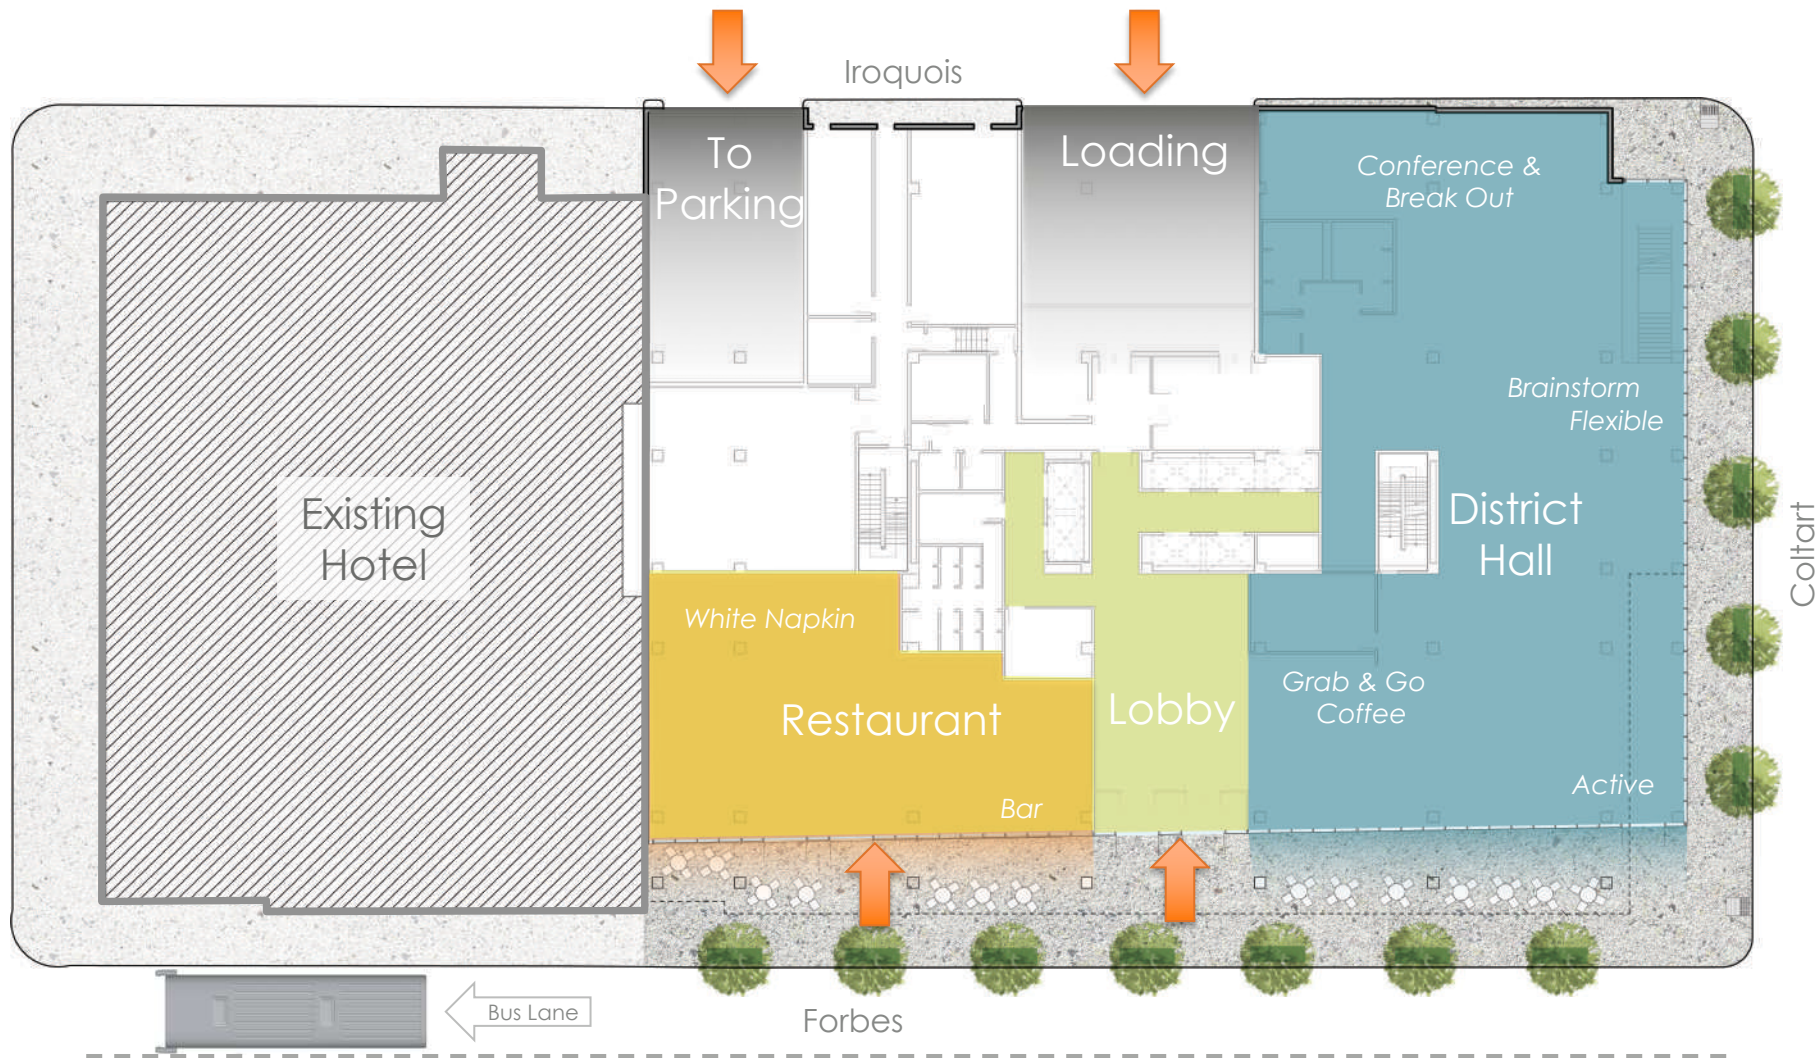 Iroquois
To
Parking
Loading
Conference &
Break Out
Brainstorm
Flexible
Existing
Hotel
District
Hall
Coltart
White Napkin
Restaurant
Lobby
Grab & Go
Coffee
Bar
Active
Bus Lane
Forbes